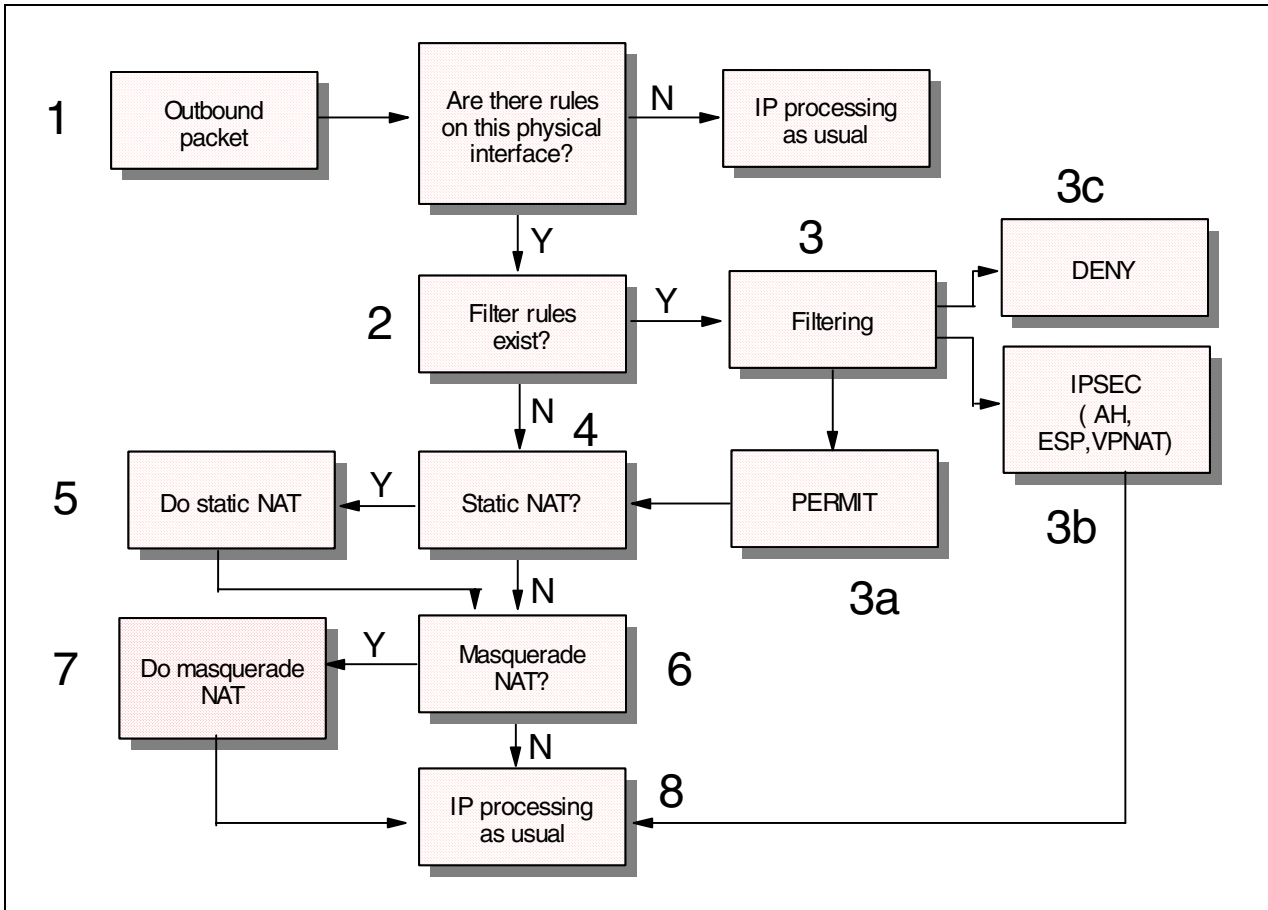 1
Outbound
packet
Are there rules
on this physical
interface?
N
IP processing
as usual
Y
3c
DENY
3
2
Filter rules
exist?
Y
Filtering
N
IPSEC
( AH,
ESP,VPNAT)
4
5
Do static NAT
Y
Static NAT?
PERMIT
3b
N
3a
7
Do masquerade
NAT
Y
Masquerade
NAT?
6
N
IP processing
as usual
8